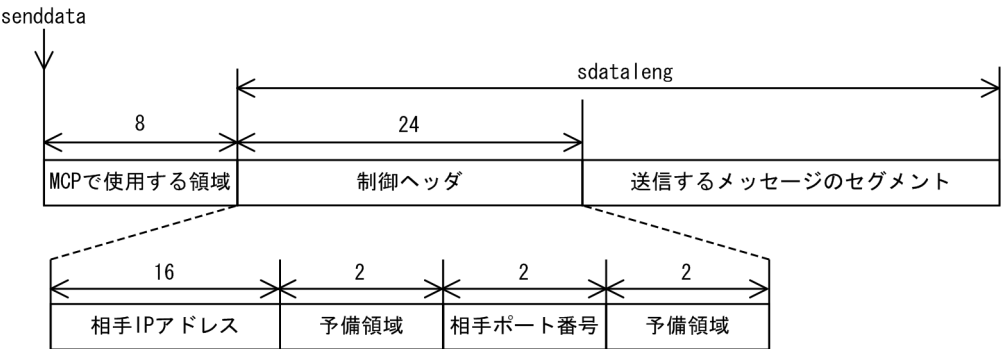 senddata
sdataleng
8 24
MCPで使用する領域 制御ヘッダ 送信するメッセージのセグメント
16 2 2 2
相手IPアドレス 予備領域 相手ポート番号 予備領域